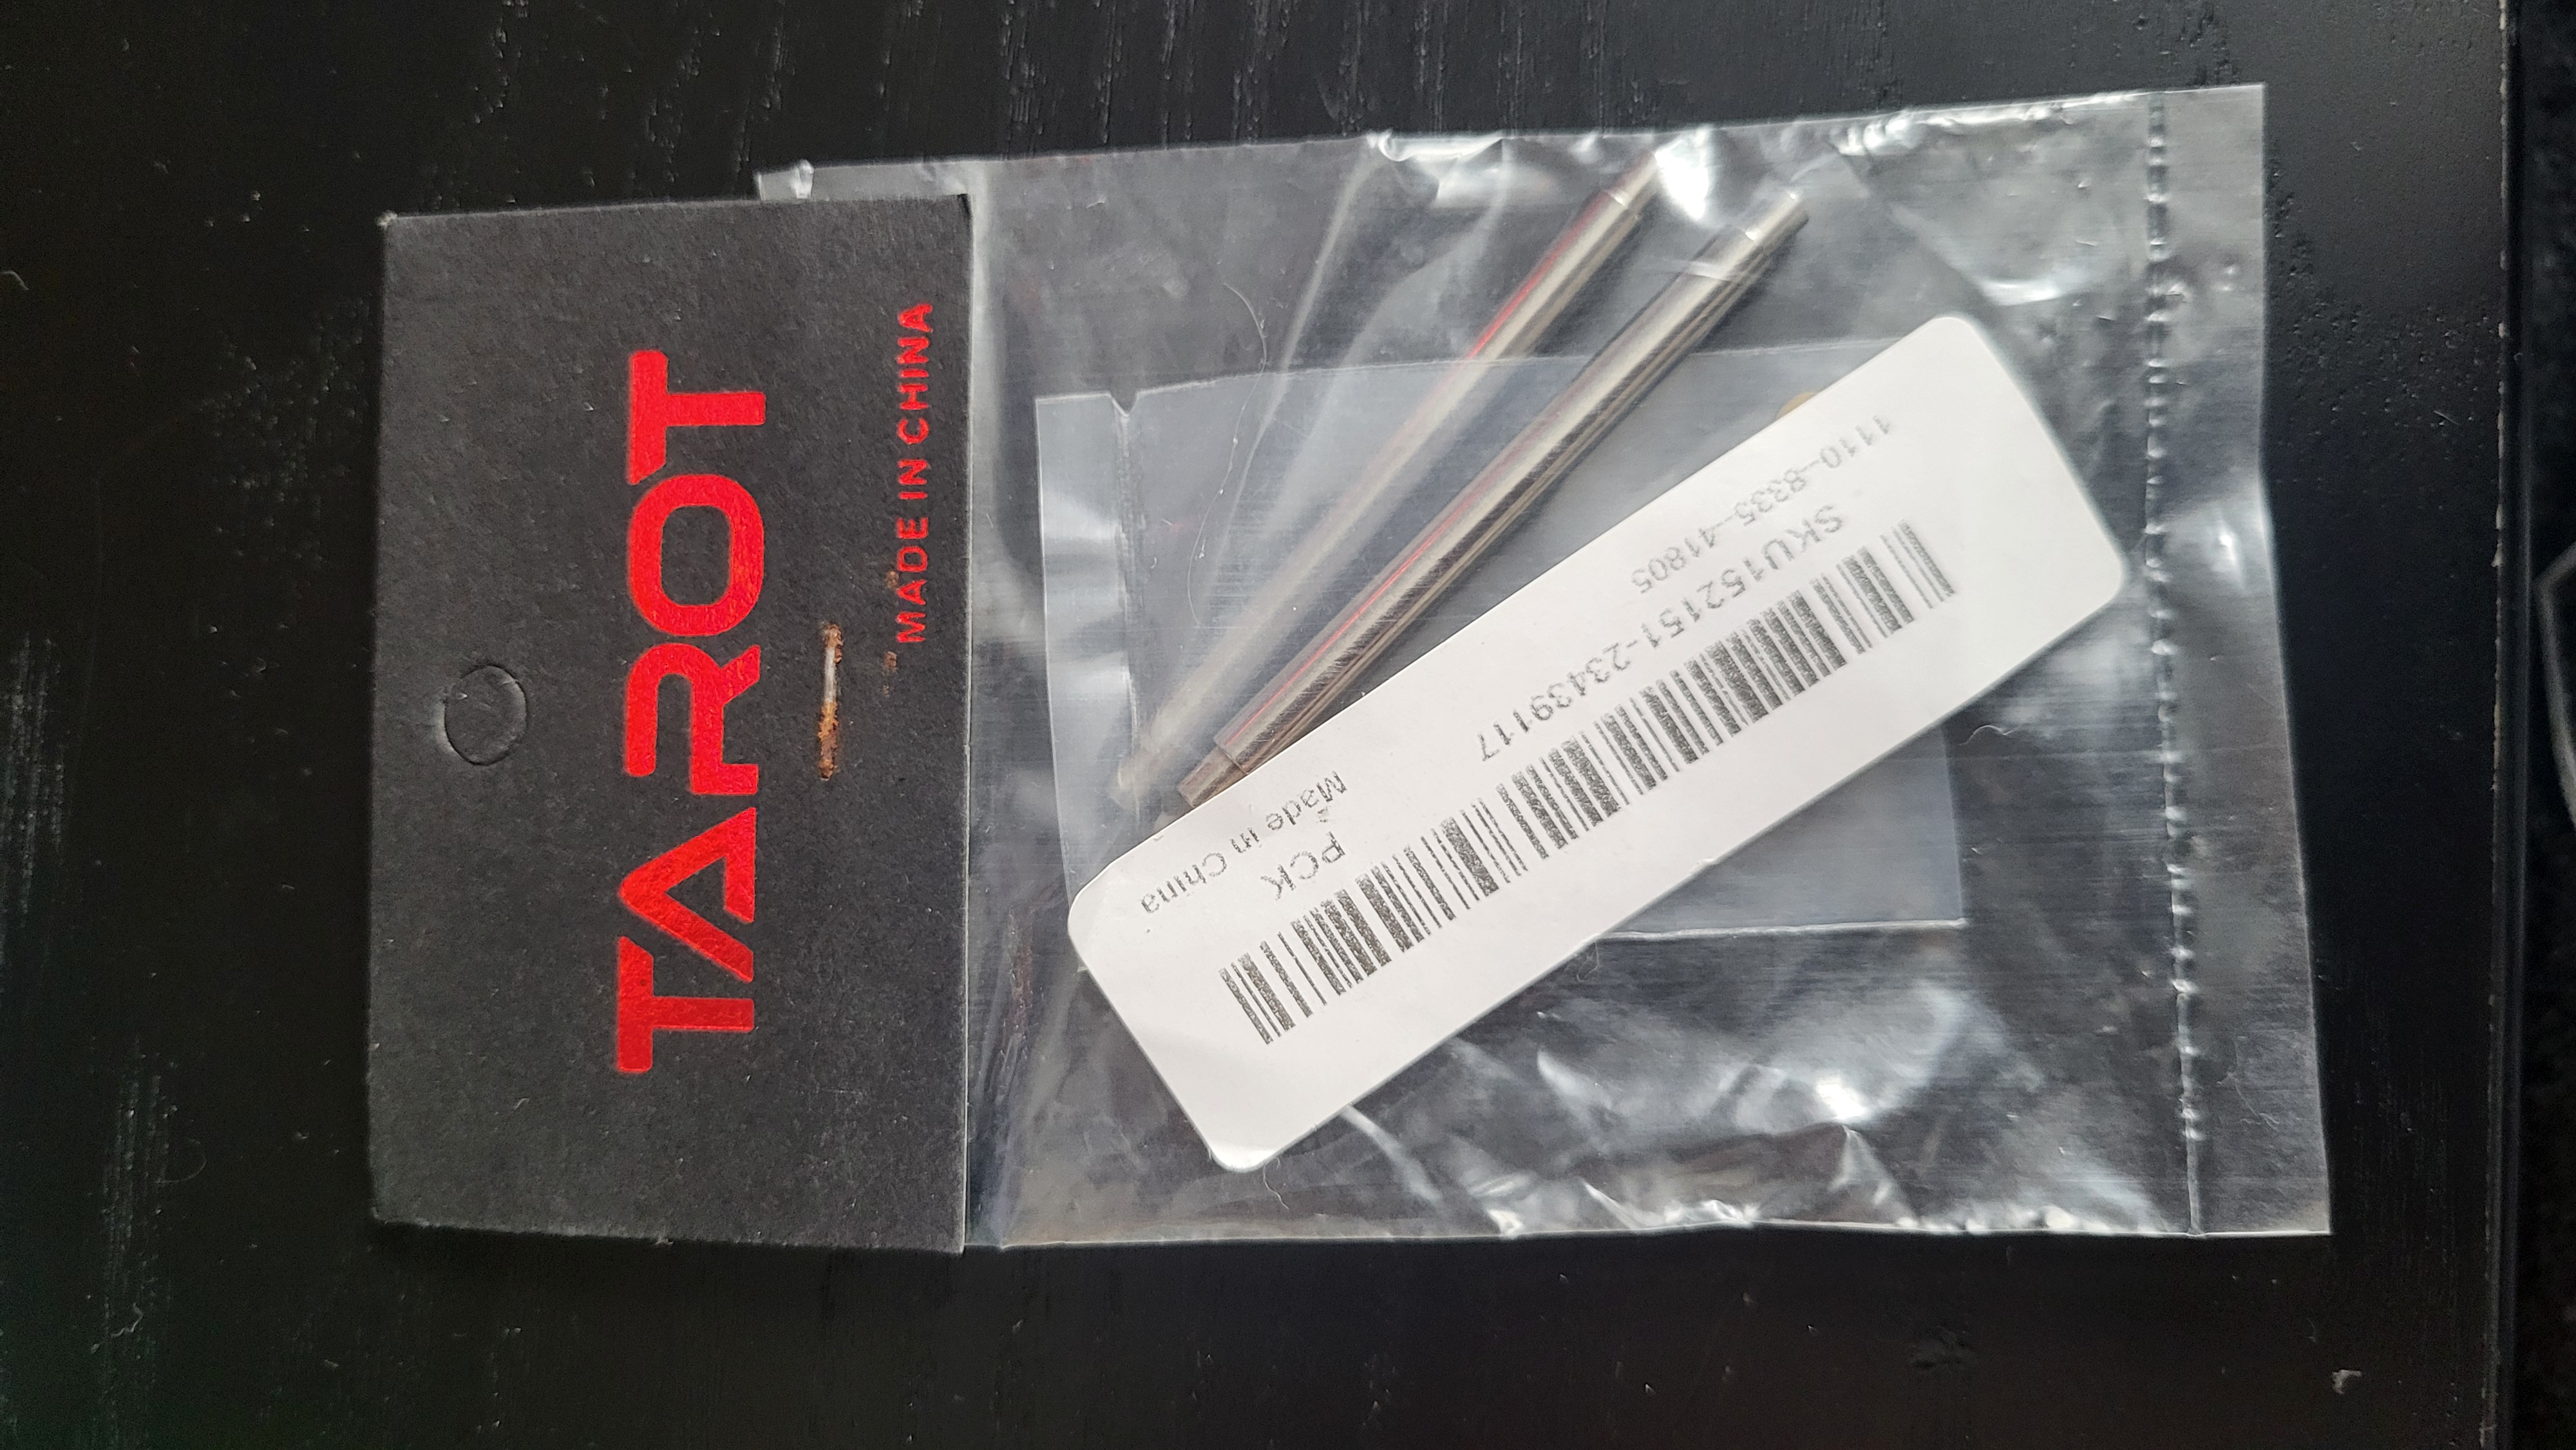 TAROT
MADE IN CHINA
1110-8335-41805
SKU152151-23439117
PCK
Made in China